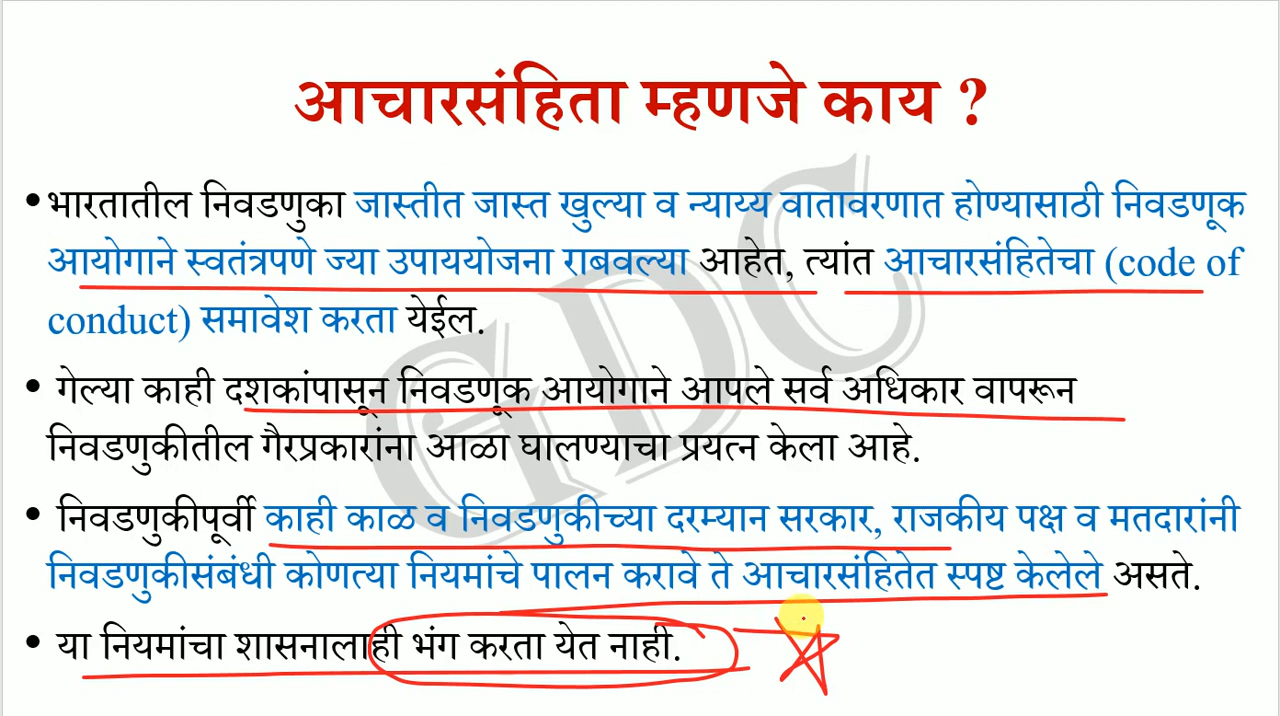 आचारसंहिता म्हणजे काय ?
• भारतातील निवडणुका जास्तीत जास्त खुल्या व न्याय्य वातावरणात होण्यासाठी निवडणूक
आयोगाने स्वतंत्रपणे ज्या उपाययोजना राबवल्या आहेत, त्यांत आचारसंहितेचा (code of
conduct) समावेश करता येईल.
• गेल्या काही दशकांपासून निवडणूक आयोगाने आपले सर्व अधिकार वापरून
निवडणुकीतील गैरप्रकारांना आळा घालण्याचा प्रयत्न केला आहे.
• निवडणुकीपूर्वी काही काळ व निवडणुकीच्या दरम्यान सरकार, राजकीय पक्ष व मतदारांनी
निवडणुकीसंबंधी कोणत्या नियमांचे पालन करावे ते आचारसंहितेत स्पष्ट केलेले असते.
• या नियमांचा शासनालाही भंग करता येत नाही.
GDC